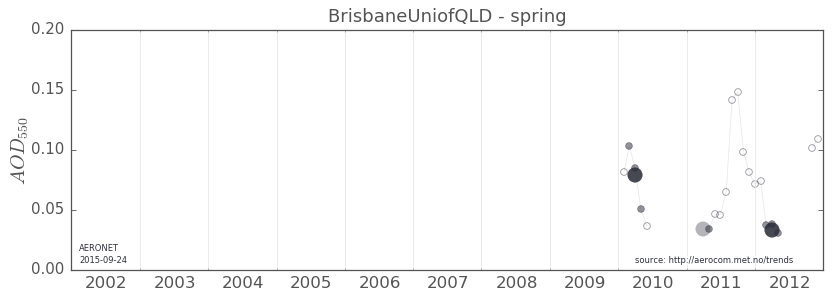 BrisbaneUniofQLD - spring
0.20
0.15
0.10
0.05
0.00
AOD550
AERONET
2015-09-24
source: http://aerocom.met.no/trends
2002 2003 2004 2005 2006 2007 2008 2009 2010 2011 2012